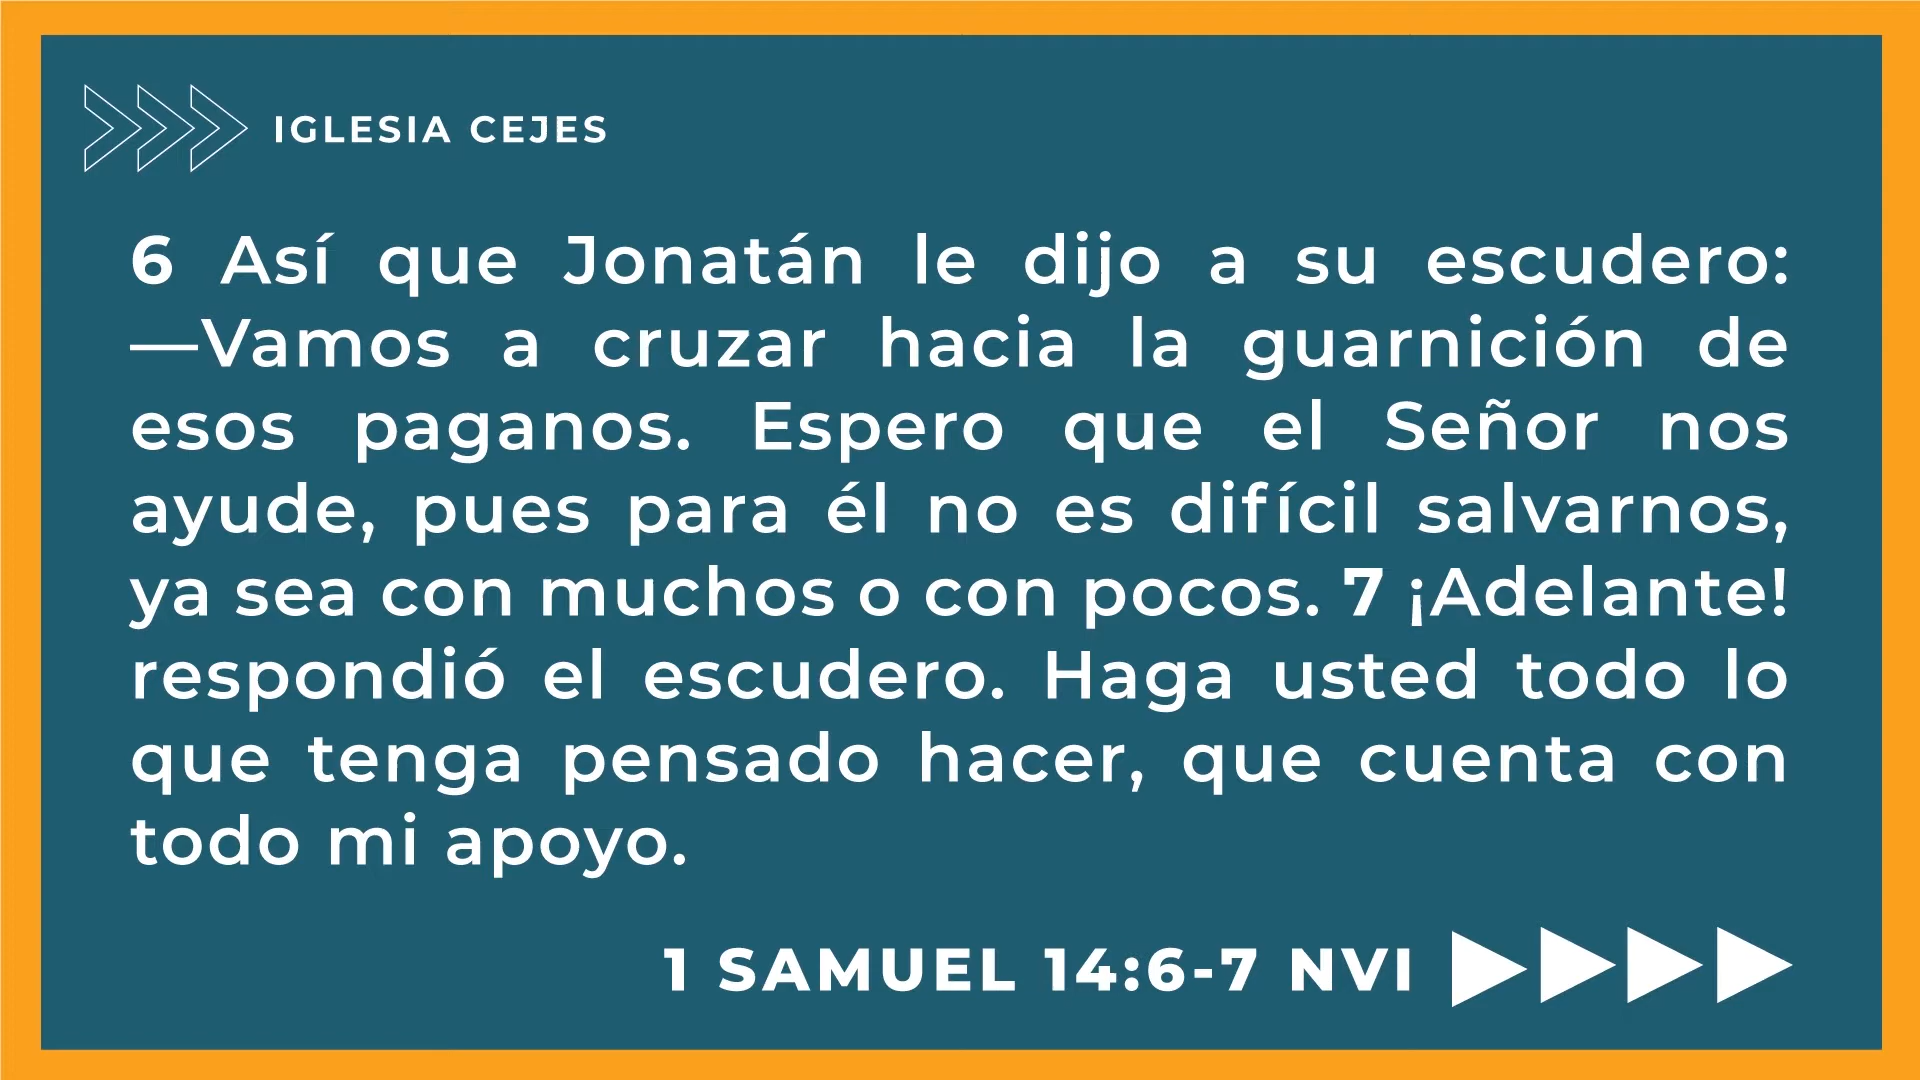 IGLESIA CEJES
6 Así que Jonatán le dijo a su escudero:
—Vamos a cruzar hacia la guarnición de
esos paganos. Espero que el Señor nos
ayude, pues para él no es difícil salvarnos,
ya sea con muchos o con pocos. 7 ¡Adelante!
respondió el escudero. Haga usted todo lo
que tenga pensado hacer, que cuenta con
todo mi apoyo.
1 SAMUEL 14:6-7 NVI